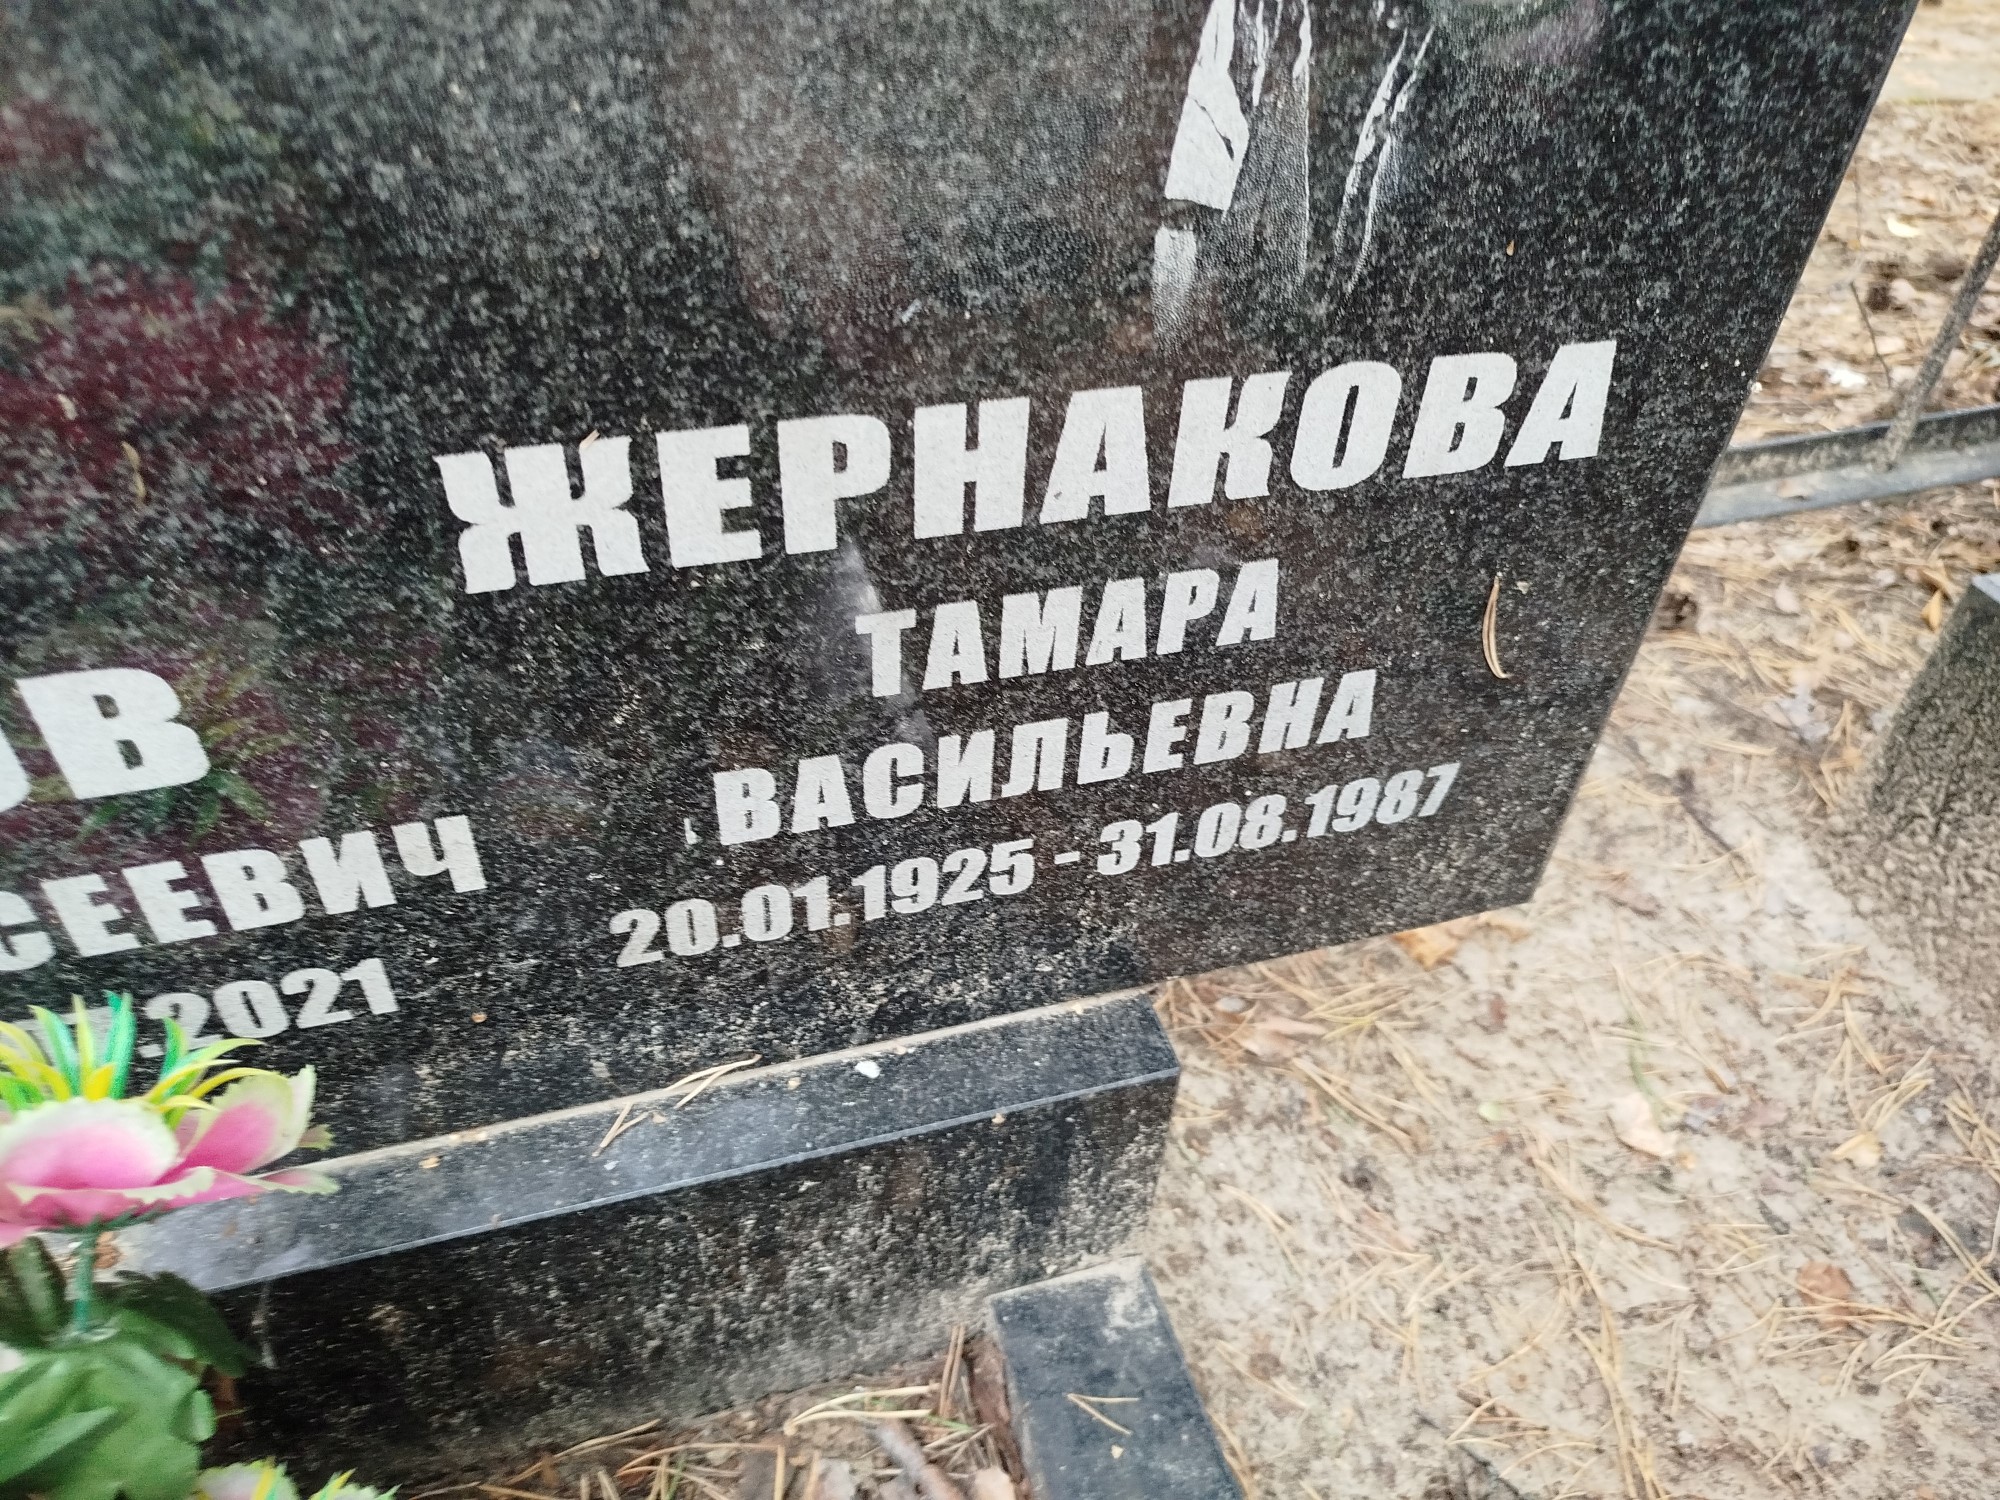 ЖЕРНАКОВА
ТАМАРА
ВАСИЛЬЕВНА
20.01.1925 - 31.08.1987
ОВ
СЕЕВИЧ
.2021